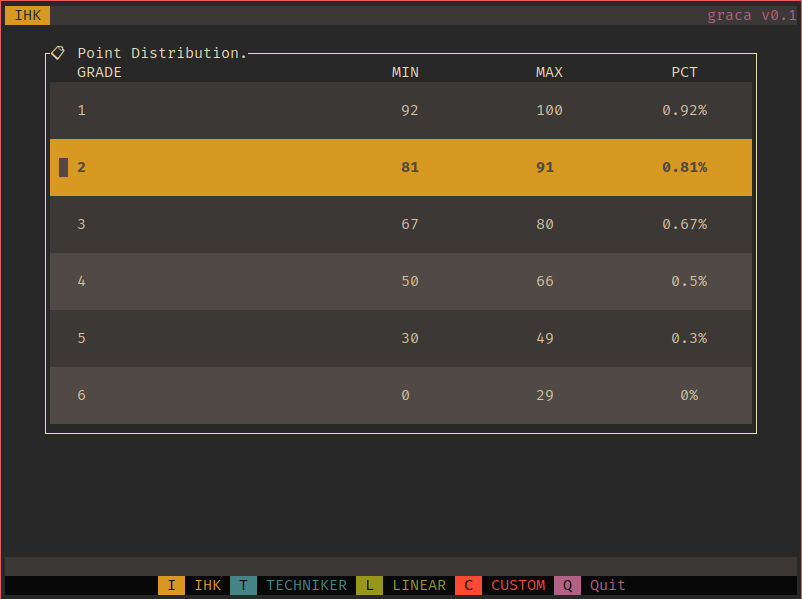 IHK graca v0.1
Point Distribution.
GRADE MIN MAX PCT
1 92 100 0.92%
2 81 91 0.81%
3 67 80 0.67%
4 50 66 0.5%
5 30 49 0.3%
6 0 29 0%
I IHK T TECHNIKER L LINEAR C CUSTOM Q Quit